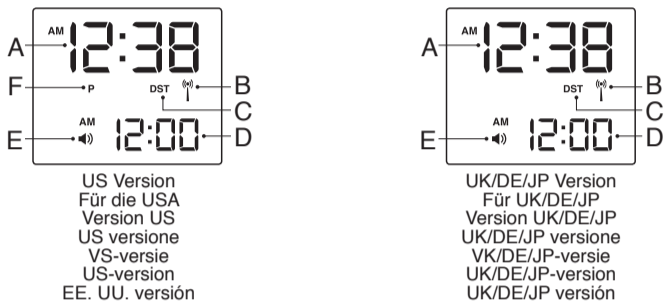 A AM 12:38
F P DST B
C
E AM 12:00 D
US Version
Für die USA
Version US
US versione
VS-versie
US-version
EE. UU. versión
A AM 12:38
DST B
C
E AM 12:00 D
UK/DE/JP Version
Für UK/DE/JP
Version UK/DE/JP
UK/DE/JP versione
VK/DE/JP-versie
UK/DE/JP-version
UK/DE/JP versión